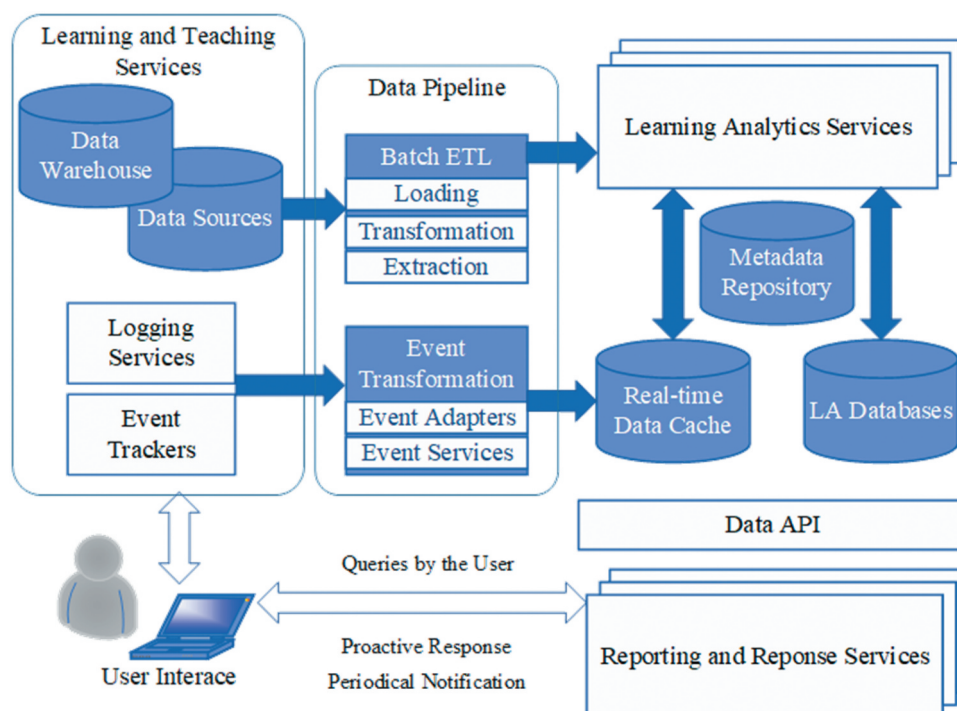 Learning and Teaching
Services
Data
Warehouse
Data Sources
Logging
Services
Event
Trackers
Data Pipeline
Batch ETL
Loading
Transformation
Extraction
Event
Transformation
Event Adapters
Event Services
Learning Analytics Services
Metadata
Repository
Real-time
Data Cache
LA Databases
Data API
Queries by the User
Proactive Response
Periodical Notification
User Interace
Reporting and Reponse Services